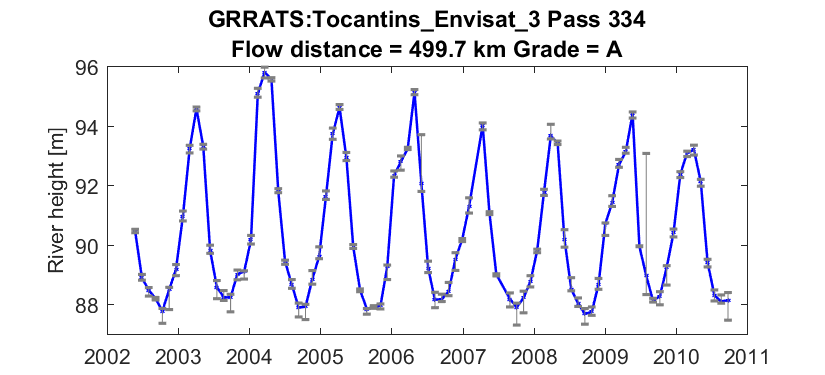 GRRATS:Tocantins_Envisat_3 Pass 334
Flow distance = 499.7 km Grade = A
River height [m]
96
94
92
90
88
2002 2003 2004 2005 2006 2007 2008 2009 2010 2011